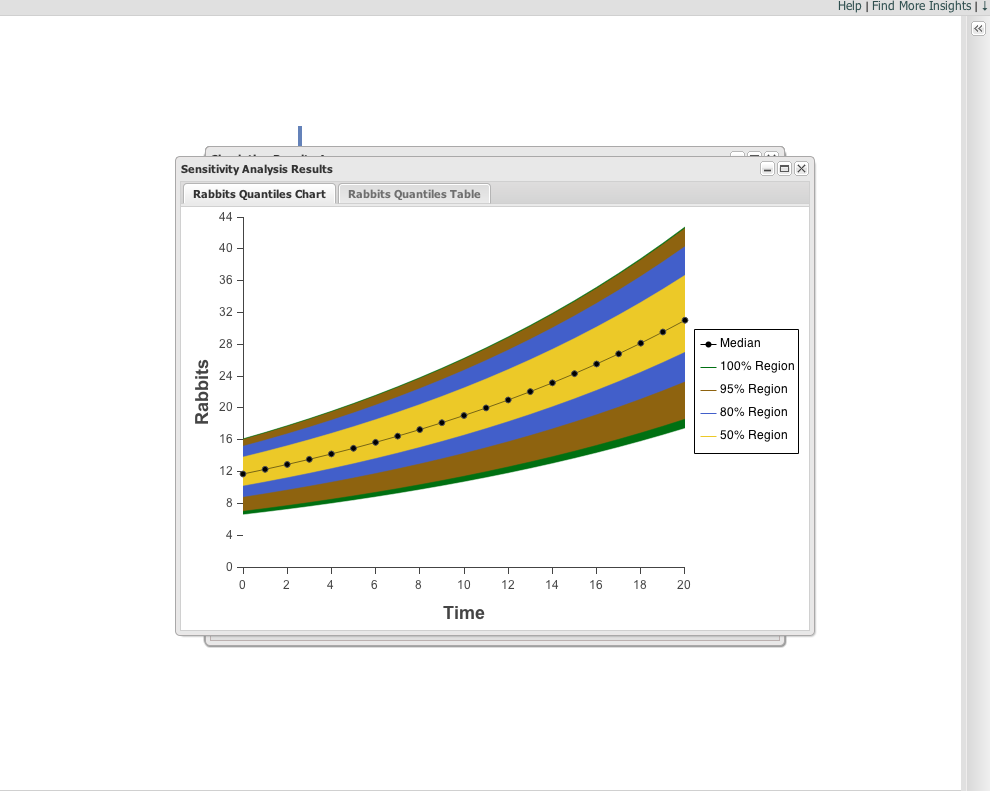 Help | Find More Insights | ↓
Sensitivity Analysis Results
Rabbits Quantiles Chart Rabbits Quantiles Table
44
40
36
32
28
24
20
16
12
8
4
0
Rabbits
0 2 4 6 8 10 12 14 16 18 20
Time
Median
100% Region
95% Region
80% Region
50% Region